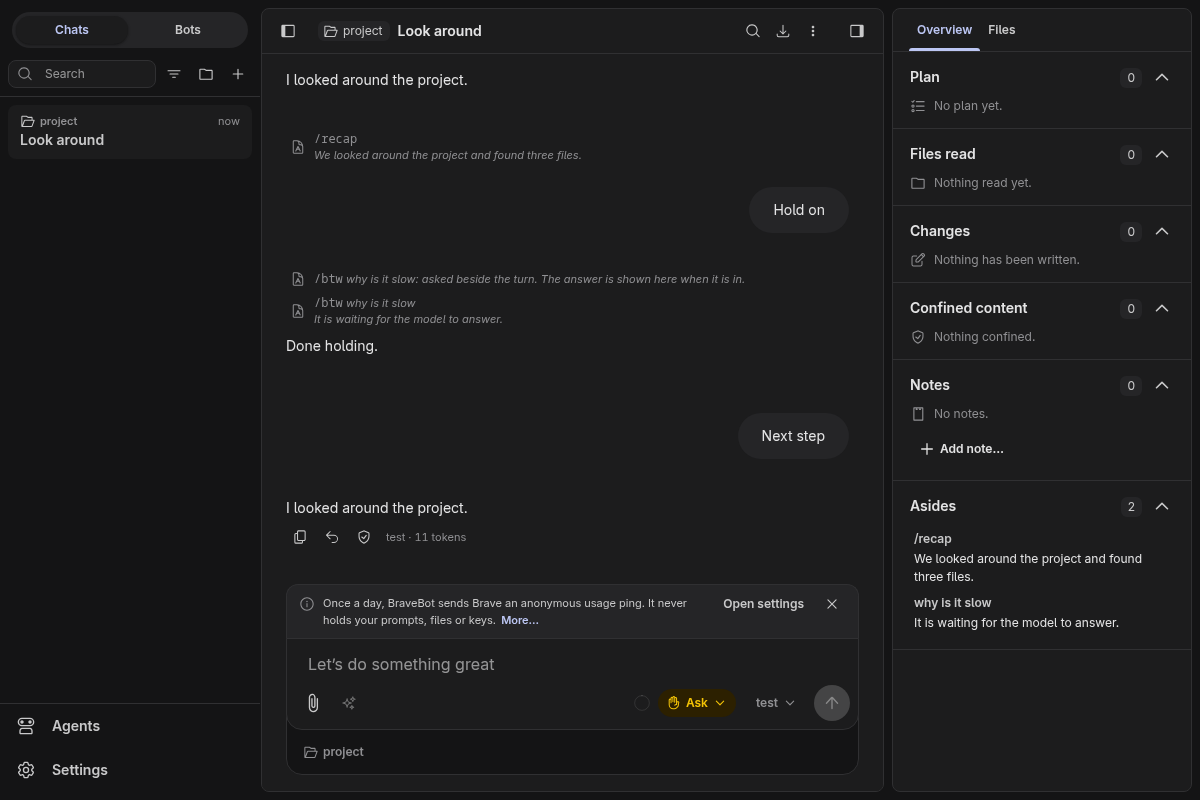 Chats
Bots
Search
project
now
Look around
Agents
Settings
project
Look around
I looked around the project.
/recap
We looked around the project and found three files.
Hold on
/btw why is it slow: asked beside the turn. The answer is shown here when it is in.
/btw why is it slow
It is waiting for the model to answer.
Done holding.
Next step
I looked around the project.
test · 11 tokens
Once a day, BraveBot sends Brave an anonymous usage ping. It never
holds your prompts, files or keys. More...
Open settings
Let's do something great
Ask
test
project
Overview
Files
Plan
0
No plan yet.
Files read
0
Nothing read yet.
Changes
0
Nothing has been written.
Confined content
0
Nothing confined.
Notes
0
No notes.
Add note...
Asides
2
/recap
We looked around the project and found
three files.
why is it slow
It is waiting for the model to answer.